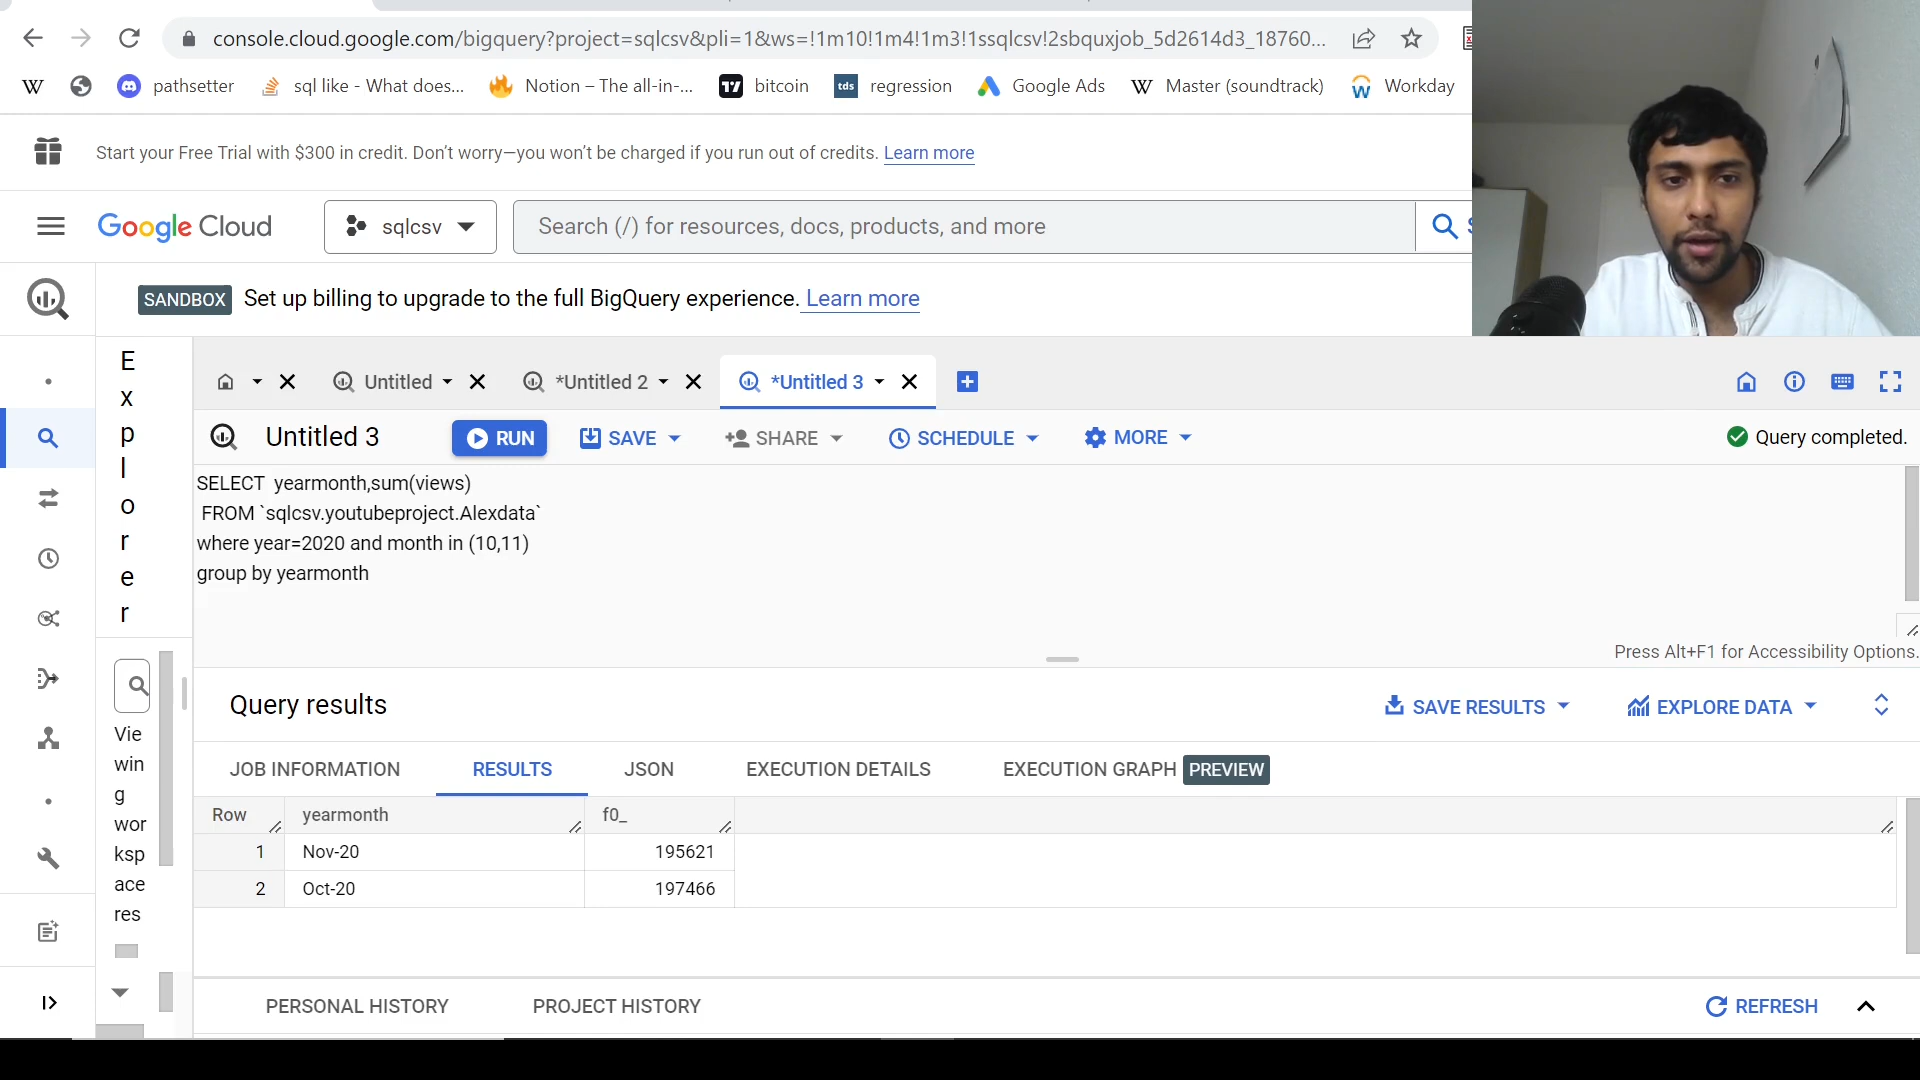 console.cloud.google.com/bigquery?project=sqlcsv&pli=1&ws=!1m10!1m4!1m3!1ssqlcsv!2sbquxjob_5d2614d3_18760...
pathsetter
sql like - What does...
Notion – The all-in-...
bitcoin
tds
regression
Google Ads
Master (soundtrack)
Workday
Start your Free Trial with $300 in credit. Don't worry—you won't be charged if you run out of credits. Learn more
Google Cloud
sqlcsv
Search (/) for resources, docs, products, and more
SANDBOX Set up billing to upgrade to the full BigQuery experience. Learn more
E
x
p
l
o
r
e
r
Untitled
*Untitled 2
*Untitled 3
Untitled 3
RUN
SAVE
SHARE
SCHEDULE
MORE
Query completed.
SELECT yearmonth,sum(views)
FROM `sqlcsv.youtubeproject.Alexdata`
where year=2020 and month in (10,11)
group by yearmonth
Press Alt+F1 for Accessibility Options.
Vie
win
g
wor
ksp
ace
res
Query results
SAVE RESULTS
EXPLORE DATA
JOB INFORMATION
RESULTS
JSON
EXECUTION DETAILS
EXECUTION GRAPH PREVIEW
Row yearmonth f0_
1 Nov-20 195621
2 Oct-20 197466
PERSONAL HISTORY
PROJECT HISTORY
REFRESH